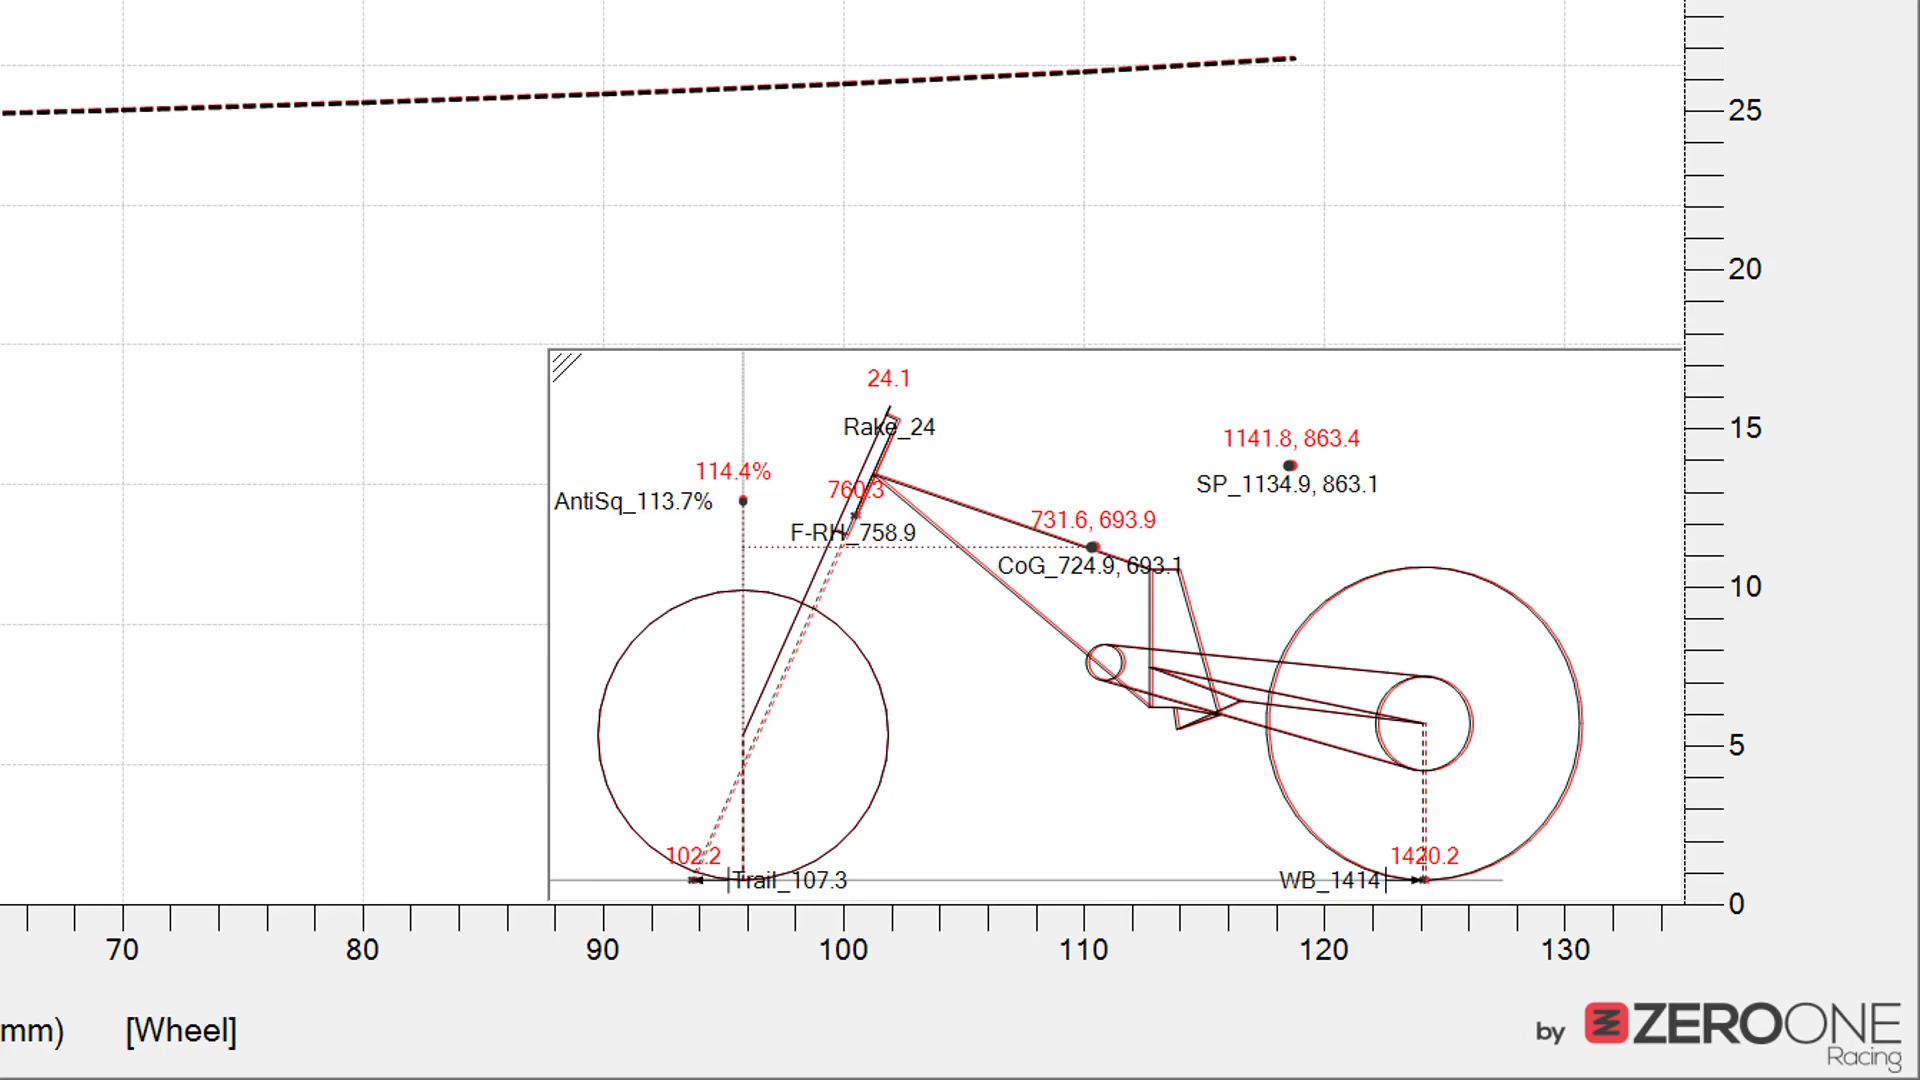 25
20
15
10
5
0
24.1
Rake_24
1141.8, 863.4
SP_1134.9, 863.1
114.4%
AntiSq_113.7%
760.3
F-RH_758.9
731.6, 693.9
CoG_724.9, 693.1
102.2
Trail_107.3
1420.2
WB_1414
70 80 90 100 110 120 130
mm) [Wheel]
by ZEROONE
Racing